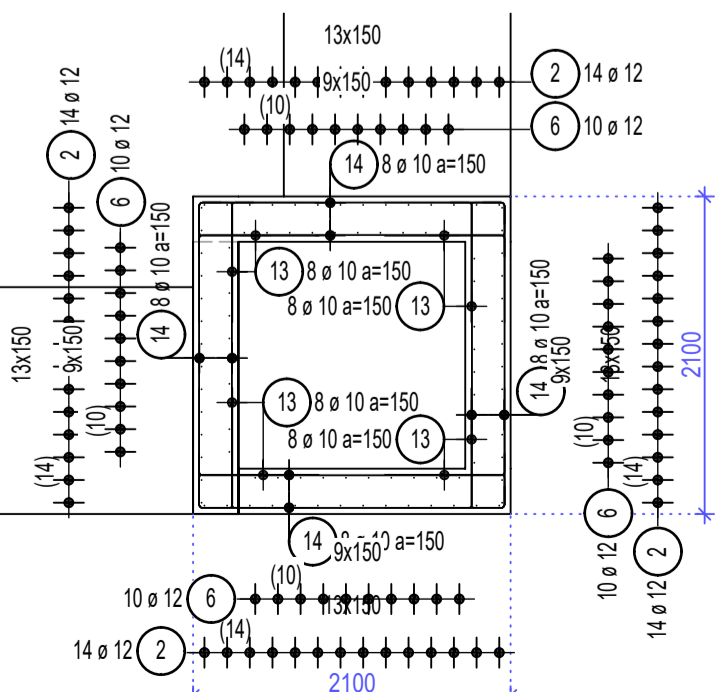 13x150
(14)
9x150
2 14 ø 12
(10)
6 10 ø 12
14 8 ø 10 a=150
2 14 ø 12
6 10 ø 12
14 8 ø 10 a=150
13 8 ø 10 a=150
8 ø 10 a=150 13
13x150
9x150
(10)
(14)
13 8 ø 10 a=150
8 ø 10 a=150 13
14 8 ø 10 a=150
9x150
2100
(10)
(14)
6 10 ø 12
2 14 ø 12
14 8 ø 10 a=150
9x150
(10)
10 ø 12 6
13x150
(14)
14 ø 12 2
2100